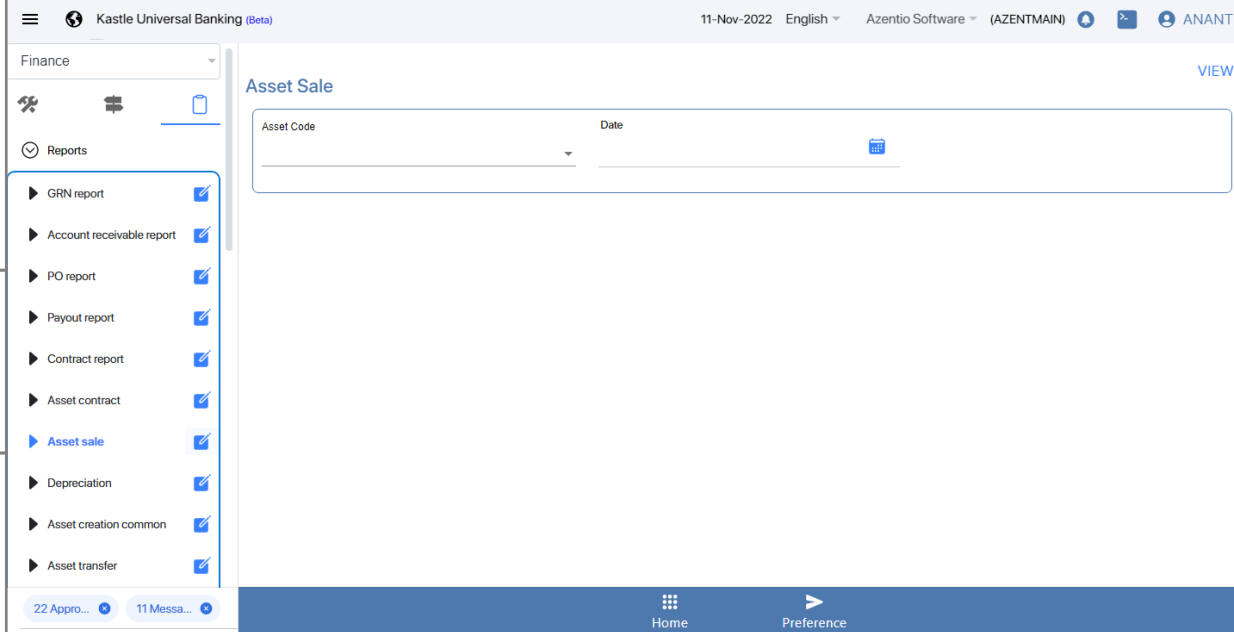 Kastle Universal Banking (Beta)
11-Nov-2022 English Azentio Software (AZENTMAIN) ANANT
Finance
VIEW
Asset Sale
Asset Code
Date
Reports
GRN report
Account receivable report
PO report
Payout report
Contract report
Asset contract
Asset sale
Depreciation
Asset creation common
Asset transfer
22 Appro...
11 Messa...
Home
Preference